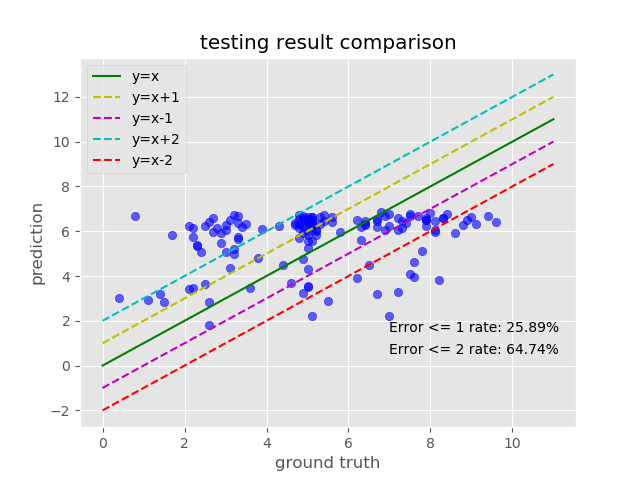 testing result comparison
y=x
y=x+1
y=x-1
y=x+2
y=x-2
12
10
8
6
4
2
0
−2
prediction
Error <= 1 rate: 25.89%
Error <= 2 rate: 64.74%
0
2
4
6
8
10
ground truth